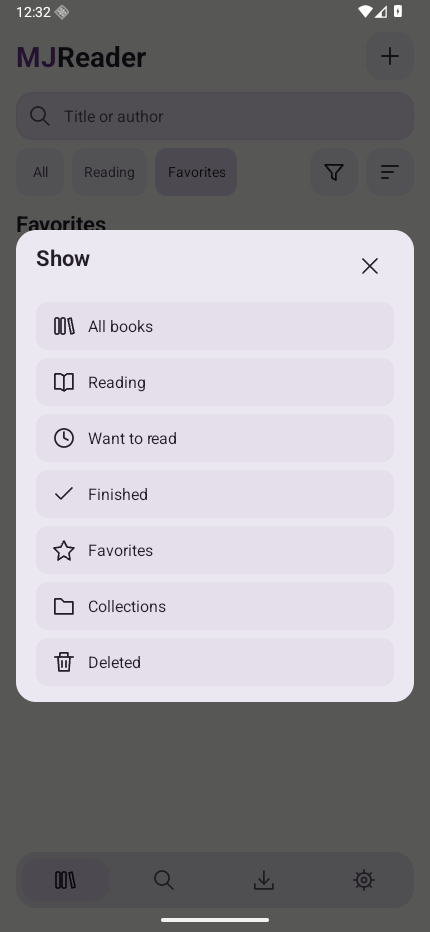 12:32
MJReader
Title or author
All
Reading
Favorites
Favorites
Show
All books
Reading
Want to read
Finished
Favorites
Collections
Deleted